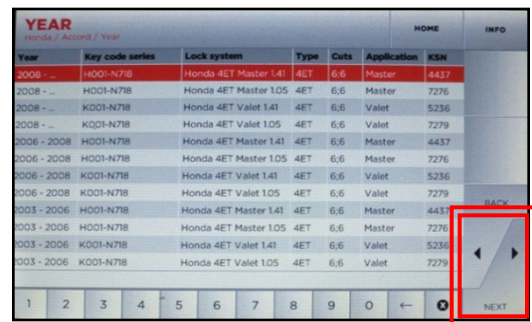 YEAR
Honda / Accord / Year
HOME
INFO
Year Key code series Lock system Type Cuts Application KSN
2008 - ... H001-N718 Honda 4ET Master 1.41 4ET 6;6 Master 4437
2008 - ... H001-N718 Honda 4ET Master 1.05 4ET 6;6 Master 7276
2008 - ... K001-N718 Honda 4ET Valet 1.41 4ET 6;6 Valet 5236
2008 - ... K001-N718 Honda 4ET Valet 1.05 4ET 6;6 Valet 7279
2006 - 2008 H001-N718 Honda 4ET Master 1.41 4ET 6;6 Master 4437
2006 - 2008 H001-N718 Honda 4ET Master 1.05 4ET 6;6 Master 7276
2006 - 2008 K001-N718 Honda 4ET Valet 1.41 4ET 6;6 Valet 5236
2006 - 2008 K001-N718 Honda 4ET Valet 1.05 4ET 6;6 Valet 7279
2003 - 2006 H001-N718 Honda 4ET Master 1.41 4ET 6;6 Master 4437
2003 - 2006 H001-N718 Honda 4ET Master 1.05 4ET 6;6 Master 7276
2003 - 2006 K001-N718 Honda 4ET Valet 1.41 4ET 6;6 Valet 5236
2003 - 2006 K001-N718 Honda 4ET Valet 1.05 4ET 6;6 Valet 7279
BACK
1 2 3 4 5 6 7 8 9 0 ←
NEXT